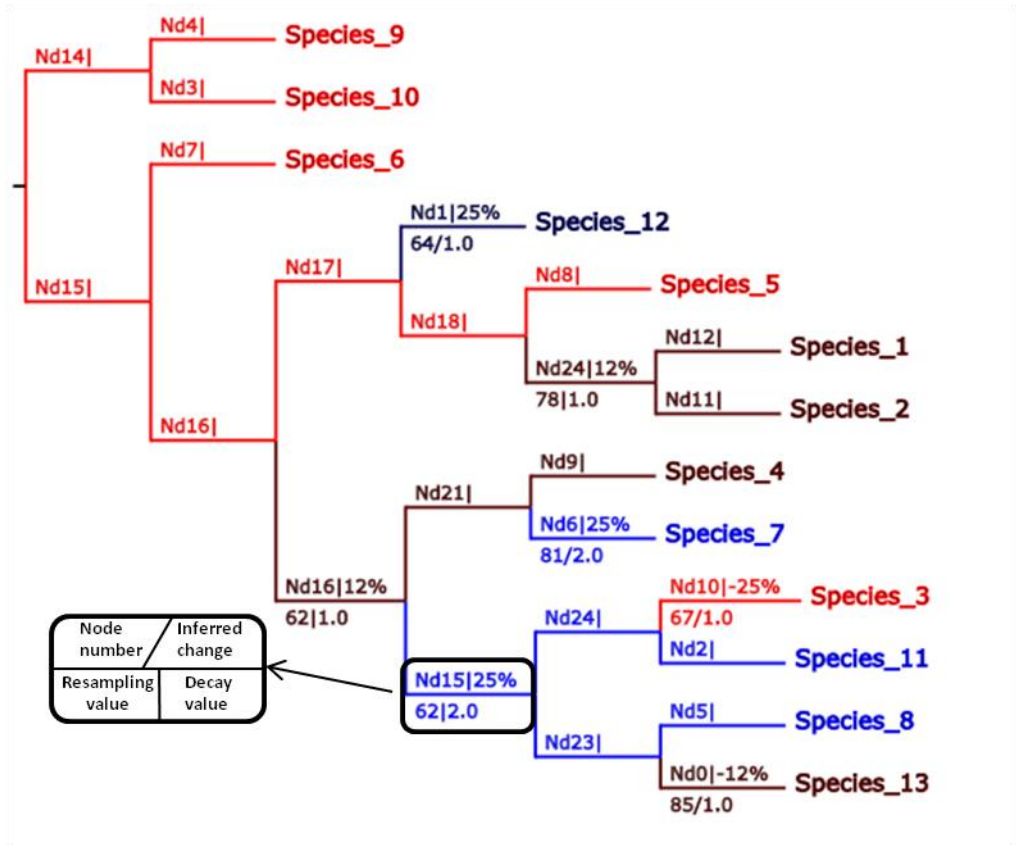 Nd4|
Species_9
Nd14|
Nd3|
Species_10
Nd7|
Species_6
Nd1|25%
Species_12
64/1.0
Nd17|
Nd8|
Species_5
Nd15|
Nd18|
Nd12|
Species_1
Nd24|12%
78|1.0
Nd11|
Species_2
Nd16|
Nd9|
Species_4
Nd21|
Nd6|25%
Species_7
81/2.0
Nd16|12%
62|1.0
Nd10|-25%
Species_3
67/1.0
Nd24|
Nd2|
Species_11
Node
number
Inferred
change
Resampling
value
Decay
value
Nd15|25%
62|2.0
Nd5|
Species_8
Nd23|
Nd0|-12%
Species_13
85/1.0